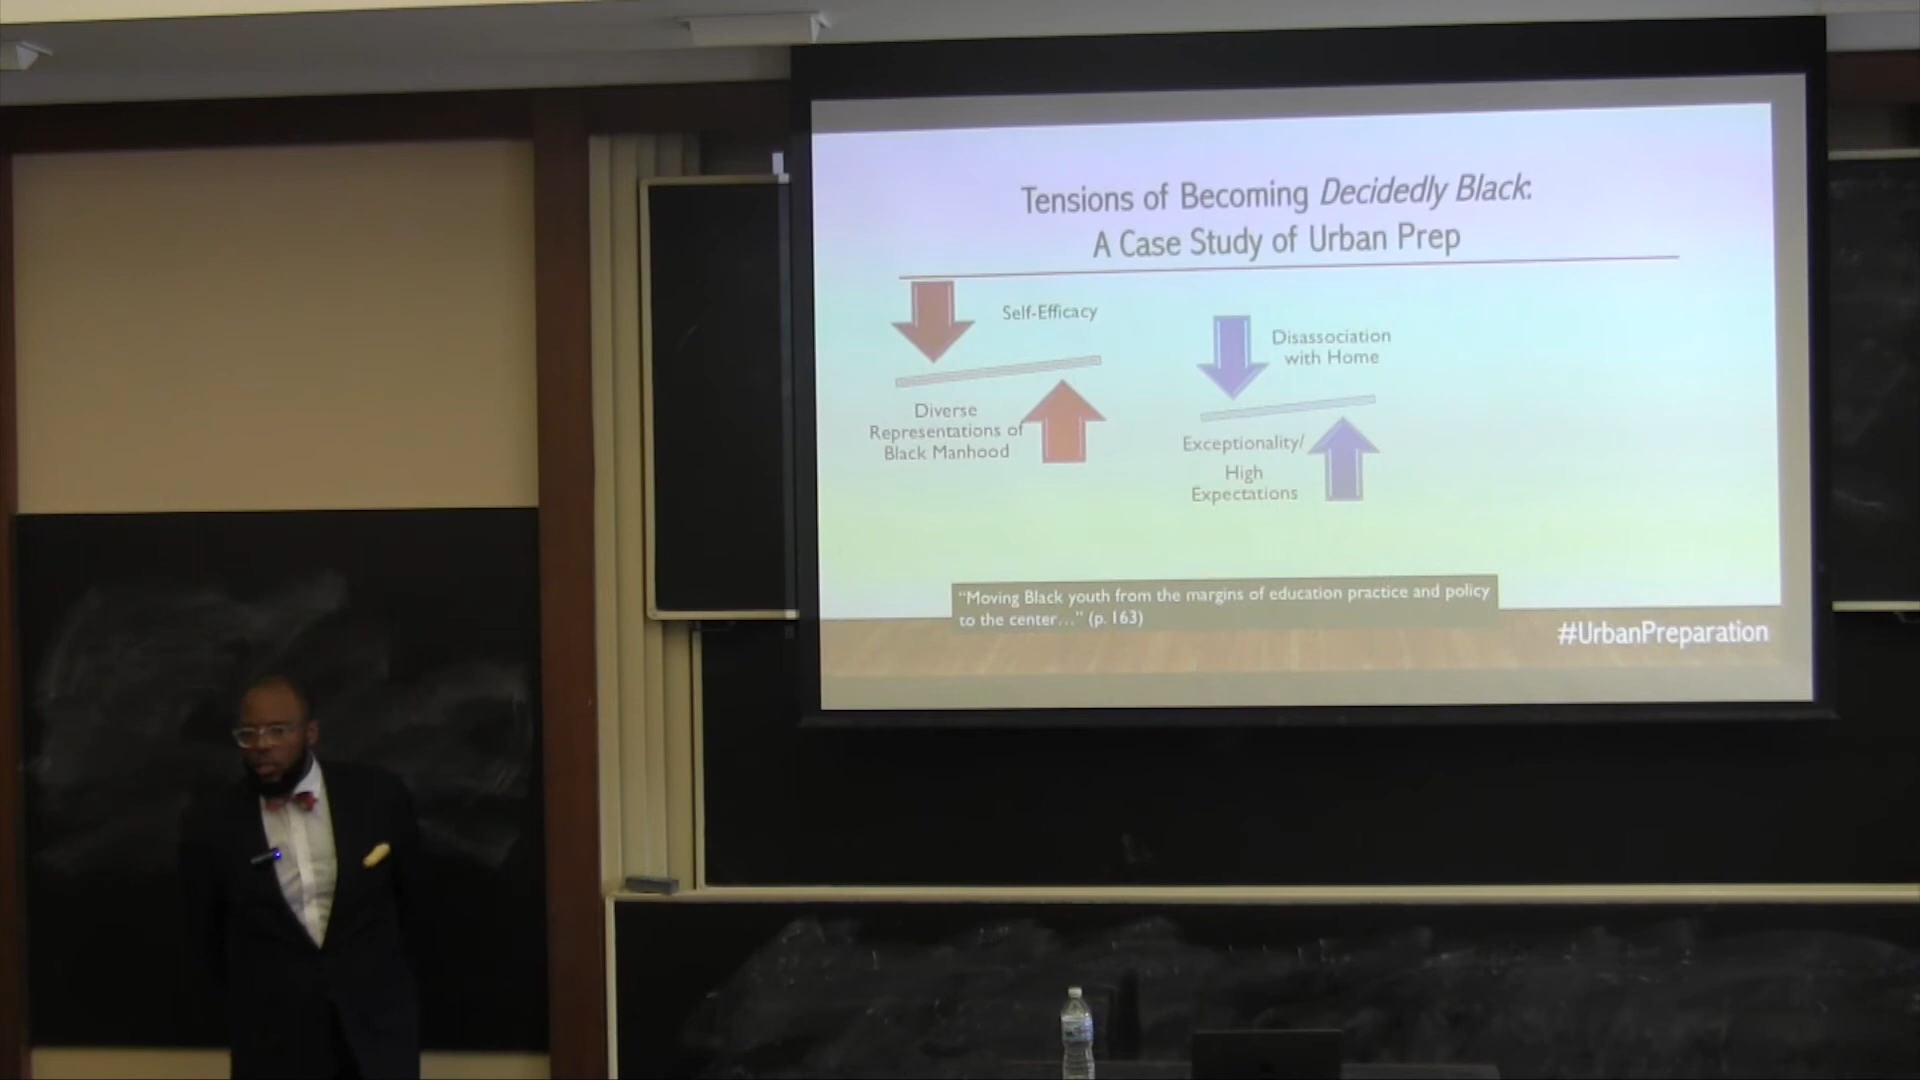 Tensions of Becoming Decidedly Black:
A Case Study of Urban Prep
Self-Efficacy
Diverse
Representations of
Black Manhood
Disassociation
with Home
Exceptionality/
High
Expectations
“Moving Black youth from the margins of education practice and policy
to the center…” (p. 163)
#UrbanPreparation